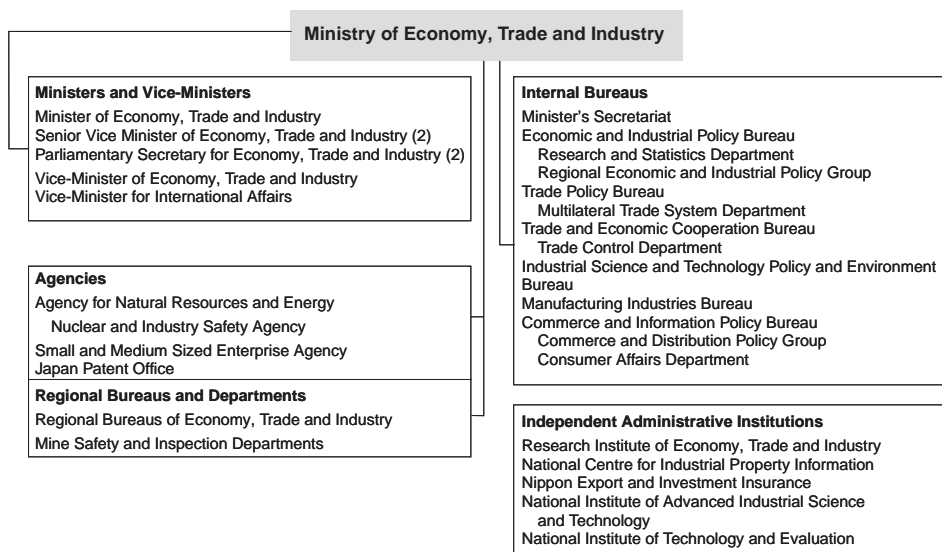 Ministry of Economy, Trade and Industry
Ministers and Vice-Ministers
Minister of Economy, Trade and Industry
Senior Vice Minister of Economy, Trade and Industry (2)
Parliamentary Secretary for Economy, Trade and Industry (2)
Vice-Minister of Economy, Trade and Industry
Vice-Minister for International Affairs
Agencies
Agency for Natural Resources and Energy
Nuclear and Industry Safety Agency
Small and Medium Sized Enterprise Agency
Japan Patent Office
Regional Bureaus and Departments
Regional Bureaus of Economy, Trade and Industry
Mine Safety and Inspection Departments
Internal Bureaus
Minister's Secretariat
Economic and Industrial Policy Bureau
Research and Statistics Department
Regional Economic and Industrial Policy Group
Trade Policy Bureau
Multilateral Trade System Department
Trade and Economic Cooperation Bureau
Trade Control Department
Industrial Science and Technology Policy and Environment
Bureau
Manufacturing Industries Bureau
Commerce and Information Policy Bureau
Commerce and Distribution Policy Group
Consumer Affairs Department
Independent Administrative Institutions
Research Institute of Economy, Trade and Industry
National Centre for Industrial Property Information
Nippon Export and Investment Insurance
National Institute of Advanced Industrial Science
and Technology
National Institute of Technology and Evaluation